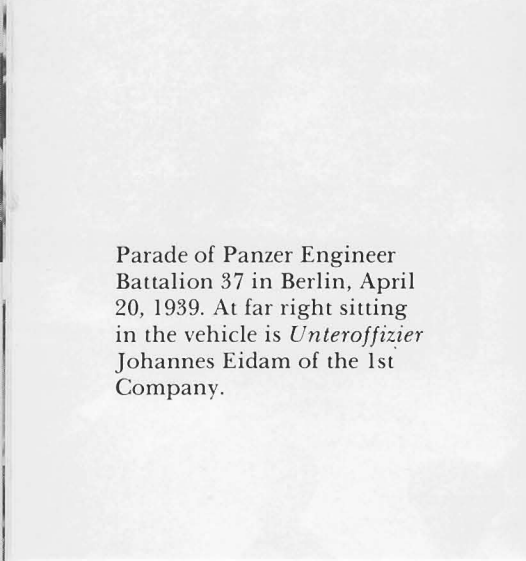 Parade of Panzer Engineer
Battalion 37 in Berlin, April
20, 1939. At far right sitting
in the vehicle is Unteroffizier
Johannes Eidam of the 1st
Company.